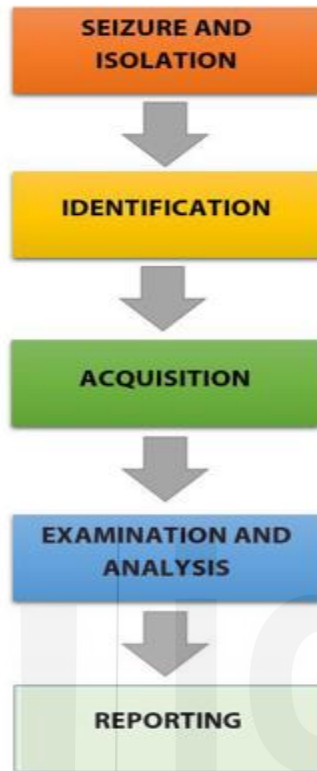 SEIZURE AND
ISOLATION
IDENTIFICATION
ACQUISITION
EXAMINATION AND
ANALYSIS
REPORTING